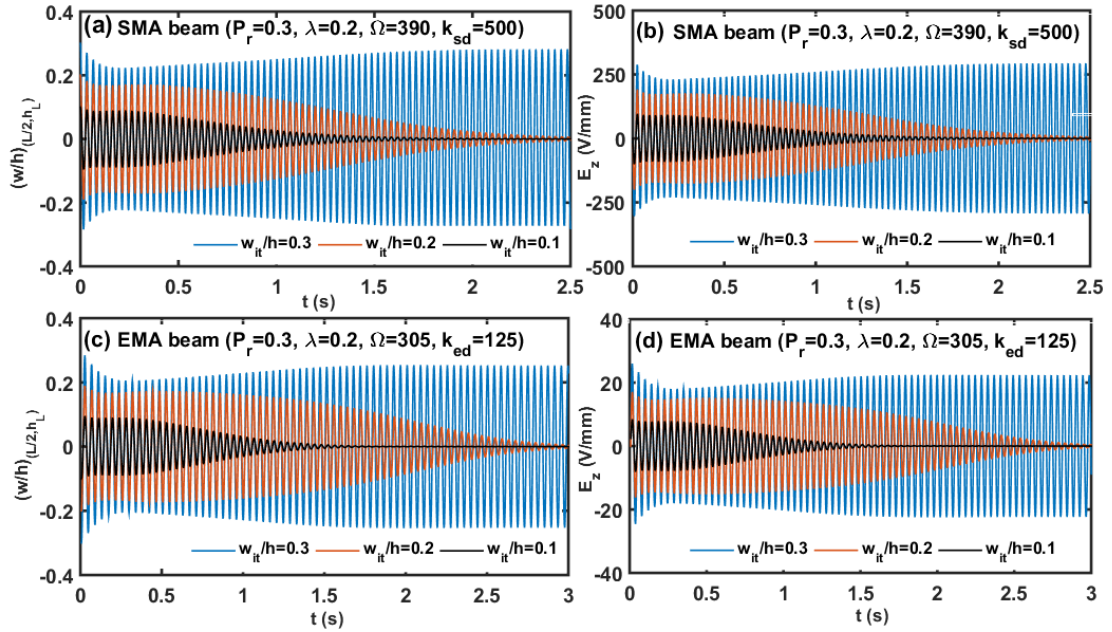 (a) SMA beam (P_r=0.3, λ=0.2, Ω=390, k_sd=500)
0.4
0.2
0
-0.2
-0.4
(w/h)_(L/2,h_L)
w_it/h=0.3 w_it/h=0.2 w_it/h=0.1
0 0.5 1 1.5 2 2.5
t (s)
(b) SMA beam (P_r=0.3, λ=0.2, Ω=390, k_sd=500)
500
250
0
-250
-500
E_z (V/mm)
w_it/h=0.3 w_it/h=0.2 w_it/h=0.1
0 0.5 1 1.5 2 2.5
t (s)
(c) EMA beam (P_r=0.3, λ=0.2, Ω=305, k_ed=125)
0.4
0.2
0
-0.2
-0.4
(w/h)_(L/2,h_L)
w_it/h=0.3 w_it/h=0.2 w_it/h=0.1
0 0.5 1 1.5 2 2.5 3
t (s)
(d) EMA beam (P_r=0.3, λ=0.2, Ω=305, k_ed=125)
40
20
0
-20
-40
E_z (V/mm)
w_it/h=0.3 w_it/h=0.2 w_it/h=0.1
0 0.5 1 1.5 2 2.5 3
t (s)